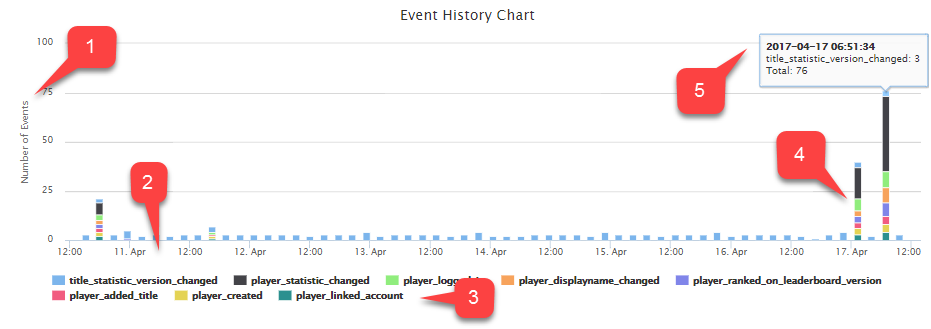 Event History Chart
100
1
2017-04-17 06:51:34
title_statistic_version_changed: 3
Total: 76
5
75
Number of Events
50
4
25
2
0
12:00 11. Apr 12:00 12. Apr 12:00 13. Apr 12:00 14. Apr 12:00 15. Apr 12:00 16. Apr 12:00 17. Apr 12:00
title_statistic_version_changed player_statistic_changed player_displayname_changed player_ranked_on_leaderboard_version
player_added_title player_created player_linked_account
3